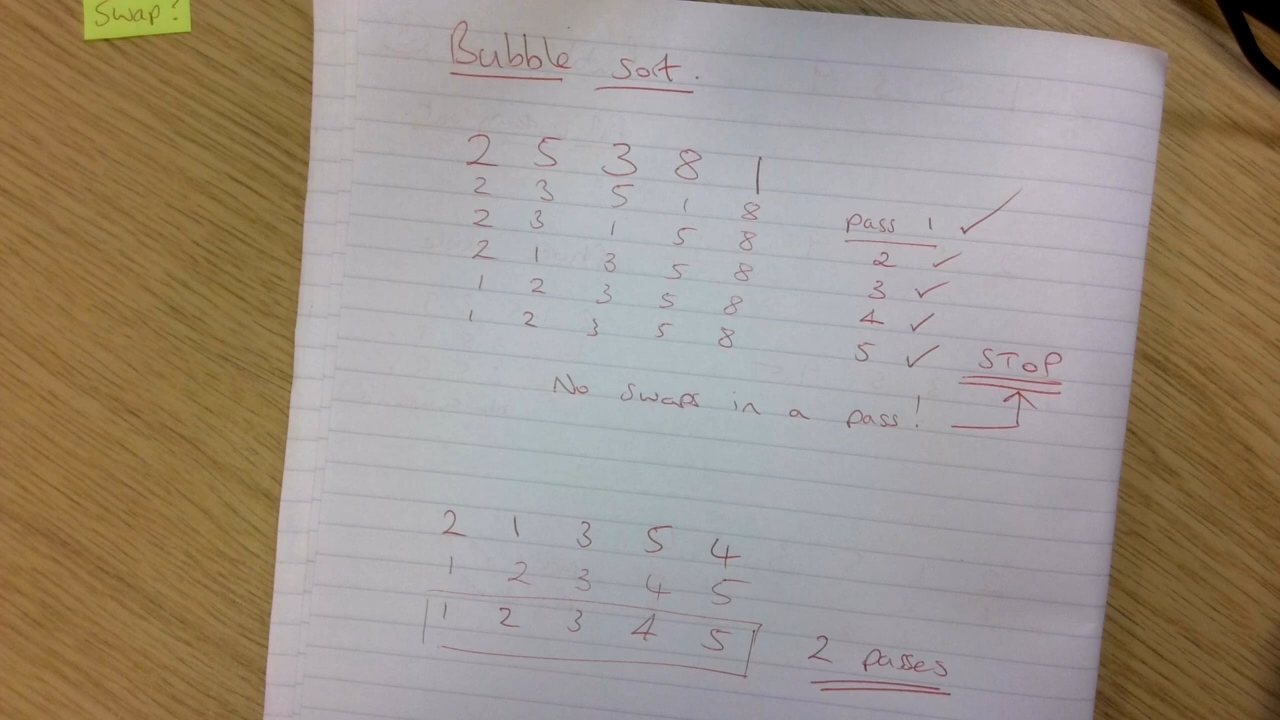 Swap?
Bubble sort.
2 5 3 8 1
2 3 5 1 8
2 3 1 5 8 pass 1 ✓
2 1 3 5 8 2 ✓
1 2 3 5 8 3 ✓
1 2 3 5 8 4 ✓
5 ✓ STOP
No swaps in a pass!
2 1 3 5 4
1 2 3 4 5
1 2 3 4 5
2 passes